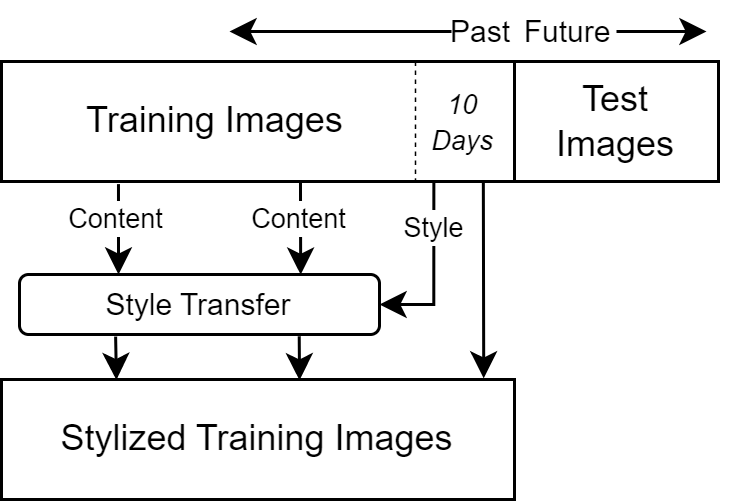 Past Future
Training Images
10
Days
Test
Images
Content
Content
Style
Style Transfer
Stylized Training Images